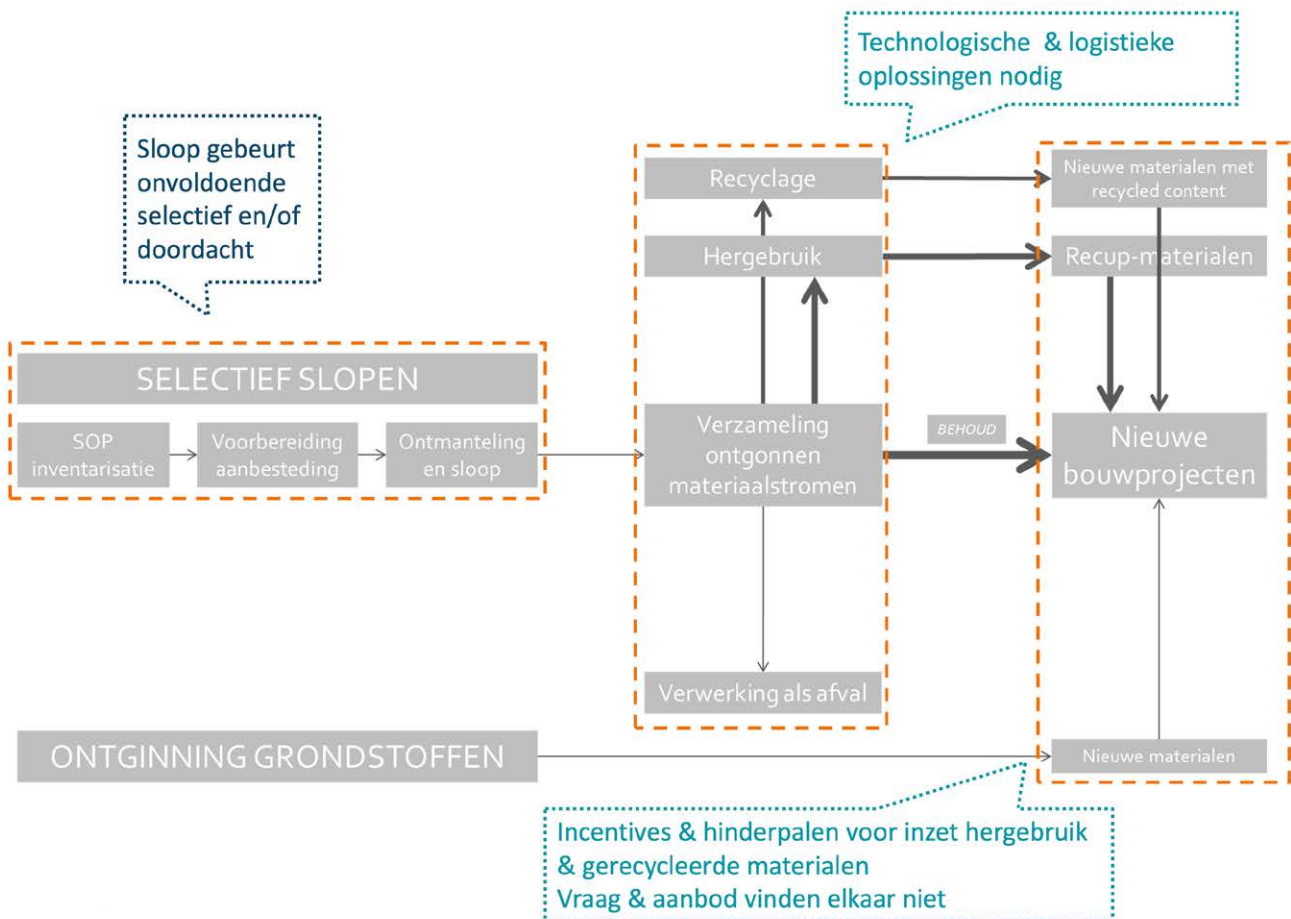 Technologische & logistieke
oplossingen nodig
Sloop gebeurt
onvoldoende
selectief en/of
doordacht
Recyclage
Nieuwe materialen met
recycled content
Hergebruik
Recup-materialen
SELECTIEF SLOPEN
SOP
inventarisatie
Voorbereiding
aanbesteding
Ontmanteling
en sloop
Verzameling
ontgonnen
materiaalstromen
BEHOUD
Nieuwe
bouwprojecten
Verwerking als afval
ONTGINNING GRONDSTOFFEN
Nieuwe materialen
Incentives & hinderpalen voor inzet hergebruik
& gerecycleerde materialen
Vraag & aanbod vinden elkaar niet